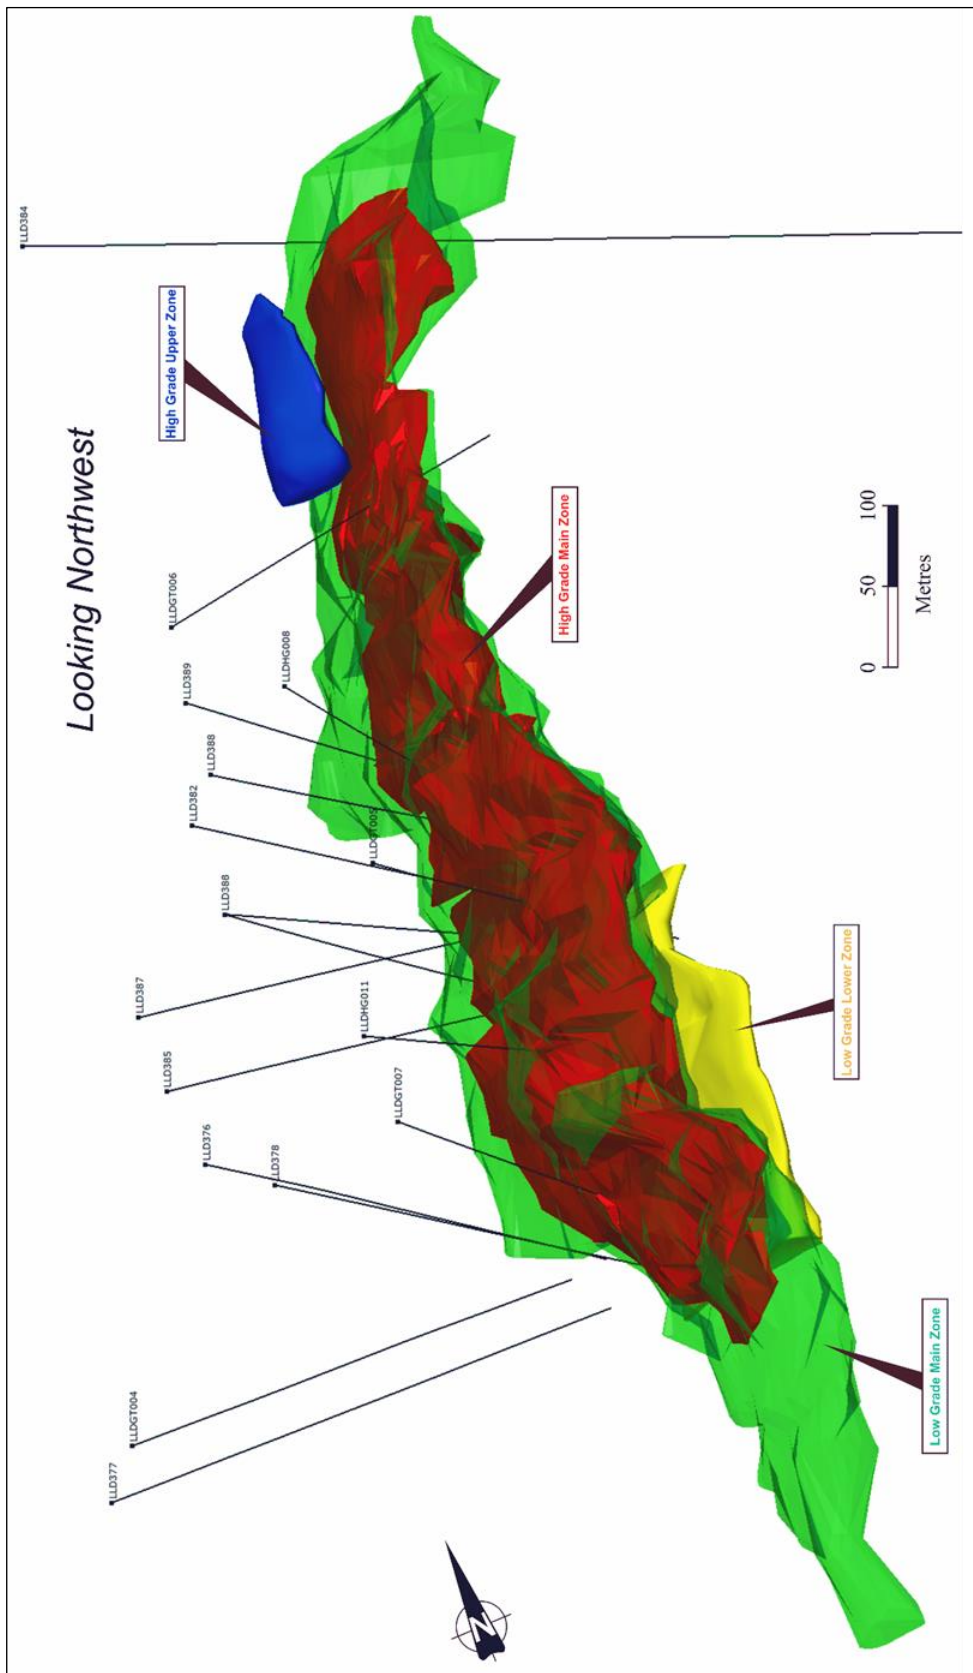 Looking Northwest
LLD384
High Grade Upper Zone
LLDGT006
LLDHG008
LLD389
LLD388
LLD382
LLDGT005
LLD388
LLD387
LLDHG011
LLD385
LLDGT007
LLD376
LLD378
LLDGT004
LLD377
High Grade Main Zone
Low Grade Lower Zone
Low Grade Main Zone
0 50 100
Metres
N